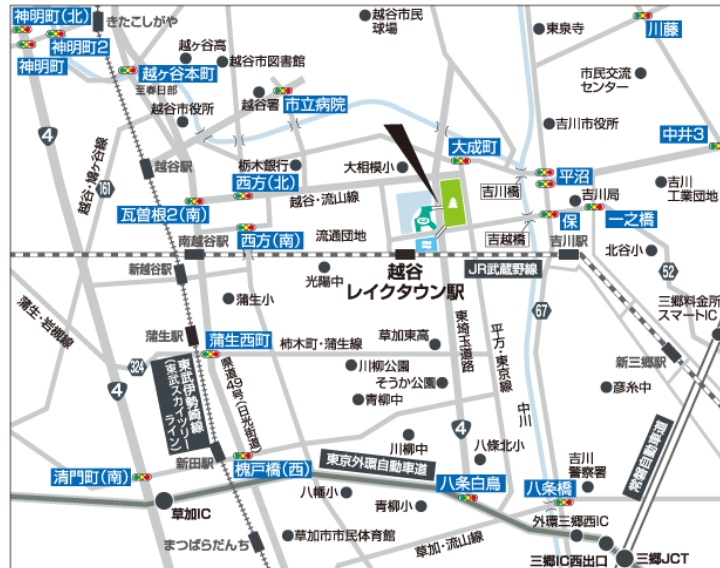 神明町(北)
きたこしがや
神明町2
神明町
越ヶ谷高
越谷市図書館
越ヶ谷本町
至春日部
越谷署
市立病院
越谷市役所
越谷市民
球場
東泉寺
川藤
市民交流
センター
吉川市役所
中井3
4
越谷・鳩ヶ谷線
161
越谷駅
栃木銀行
西方(北)
大相模小
大成町
吉川橋
平沼
吉川局
吉川
工業団地
瓦曽根2(南)
越谷・流山線
西方(南)
流通団地
吉越橋
保
一之橋
南越谷駅
吉川駅
北谷小
新越谷駅
光陽中
越谷
レイクタウン駅
JR武蔵野線
52
三郷料金所
スマートIC
蒲生・岩槻線
蒲生小
67
蒲生駅
蒲生西町
柿木町・蒲生線
草加東高
東埼玉道路
平方・東京線
中川
新三郷駅
324
4
県道49号(日光街道)
川柳公園
そうか公園
青柳中
彦糸中
東武伊勢崎線
(東武スカイツリー
ライン)
川柳中
4
八條北小
吉川
警察署
常磐自動車道
新田駅
槐戸橋(西)
東京外環自動車道
清門町(南)
八幡小
青柳小
八条白鳥
八条橋
草加IC
外環三郷西IC
まつばらだんち
草加市市民体育館
草加・流山線
三郷IC西出口
三郷JCT